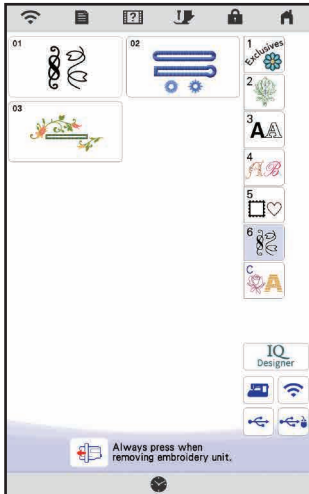 01
02
03
1
Exclusives
2
3
AA
4
AB
5
6
C
A
IQ
Designer
Always press when
removing embroidery unit.